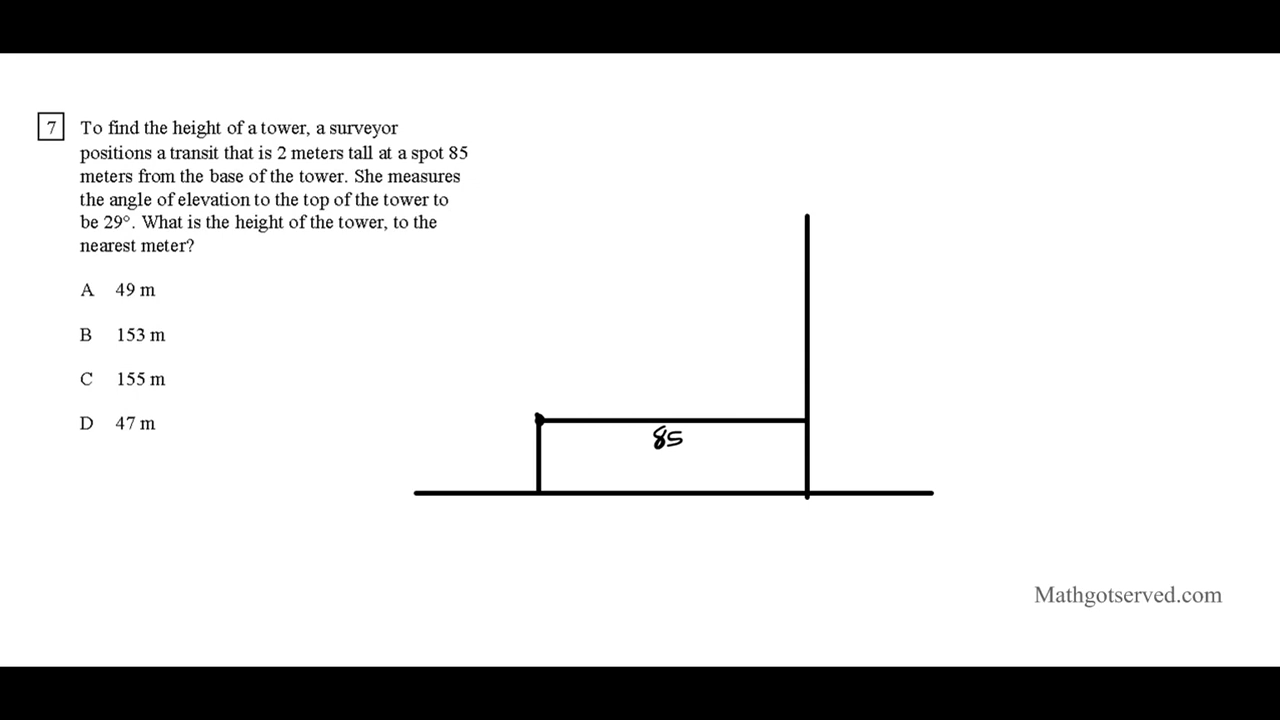 7 To find the height of a tower, a surveyor
positions a transit that is 2 meters tall at a spot 85
meters from the base of the tower. She measures
the angle of elevation to the top of the tower to
be 29°. What is the height of the tower, to the
nearest meter?
A 49 m
B 153 m
C 155 m
D 47 m
85
Mathgotserved.com